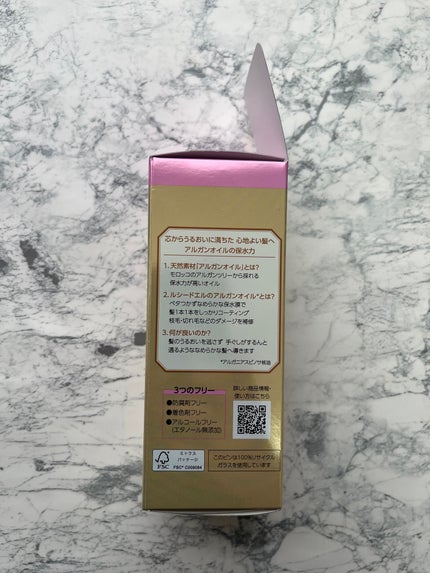 芯からうるおいに満ちた 心地よい髪へ
アルガンオイルの保水力
1. 天然素材「アルガンオイル」とは?
モロッコのアルガンツリーから採れる
保水力が高いオイル
2. ルシードエルのアルガンオイル*とは?
ベタつかずなめらかな保水膜で
髪1本1本をしっかりコーティング
枝毛・切れ毛などのダメージを補修
3. 何が良いのか?
髪のうるおいを逃さず 手ぐしがするんと
通るようななめらかな髪へ導きます
*アルガニアスピノサ核油
3つのフリー
●防腐剤フリー
●着色剤フリー
●アルコールフリー
(エタノール無添加)
詳しい商品情報・
使い方はこちら
FSC
ミックス
パッケージ
FSC® C009084
このビンは100%リサイクル
ガラスを使用しています